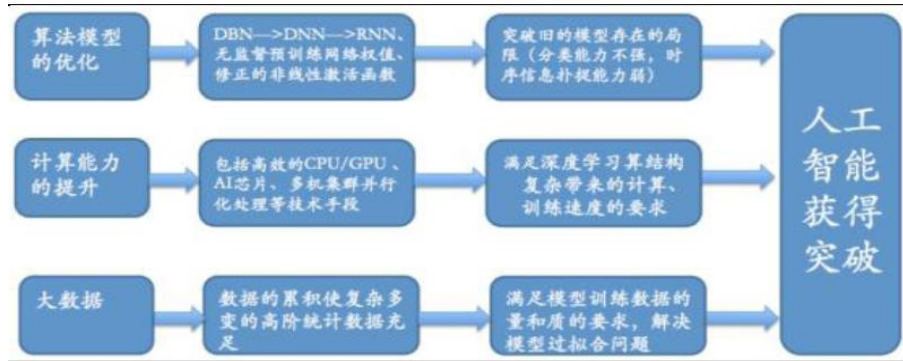 算法模型
的优化
DBN—>DNN—>RNN、
无监督预训练网络权值、
修正的非线性激活函数
突破旧的模型存在的局
限（分类能力不强，时
序信息扑捉能力弱）
计算能力
的提升
包括高效的CPU/GPU、
AI芯片、多机集群并行
化处理等技术手段
满足深度学习算结构
复杂带来的计算、
训练速度的要求
大数据
数据的累积使复杂多
变的高阶统计数据充
足
满足模型训练数据的
量和质的要求，解决
模型过拟合问题
人工
智能
获得
突破